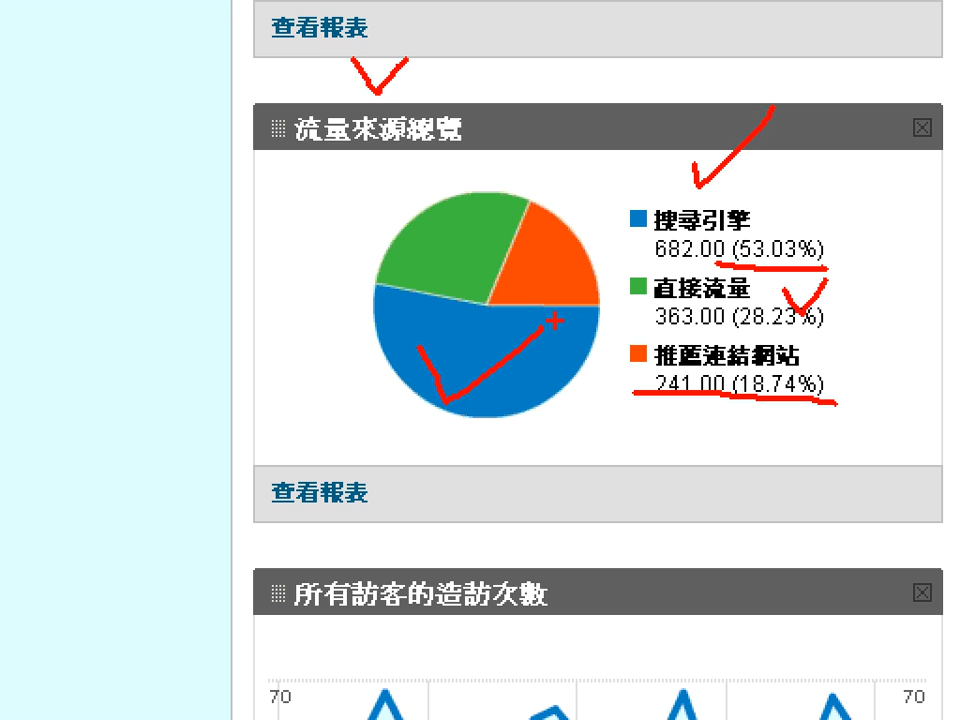 查看報表
流量來源總覽
搜尋引擎
682.00 (53.03%)
直接流量
363.00 (28.23%)
推薦連結網站
241.00 (18.74%)
查看報表
所有訪客的造訪次數
70
70